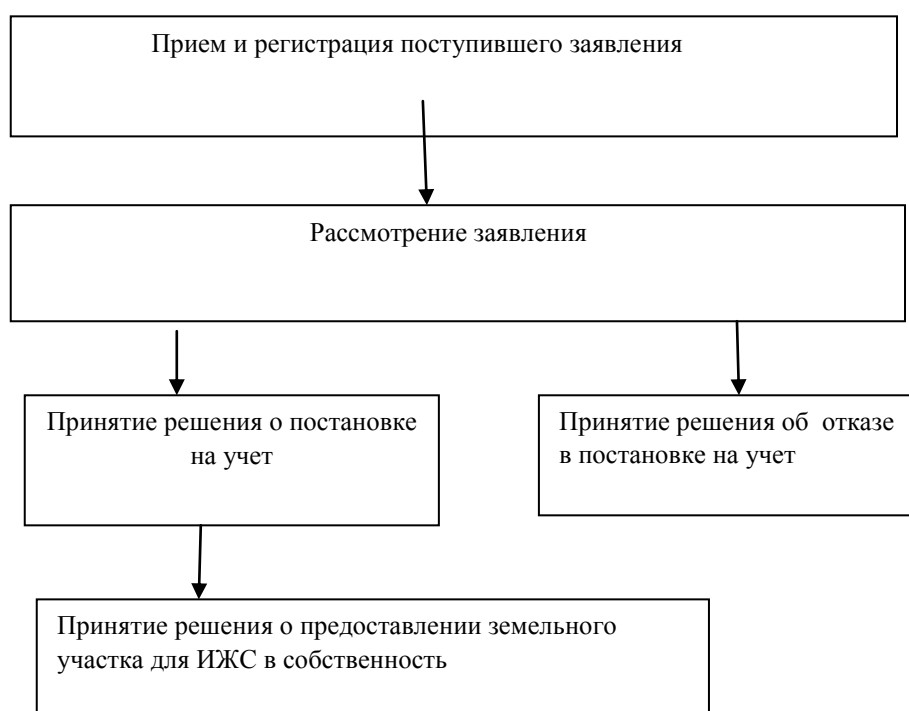 Прием и регистрация поступившего заявления
Рассмотрение заявления
Принятие решения о постановке
на учет
Принятие решения об отказе
в постановке на учет
Принятие решения о предоставлении земельного
участка для ИЖС в собственность